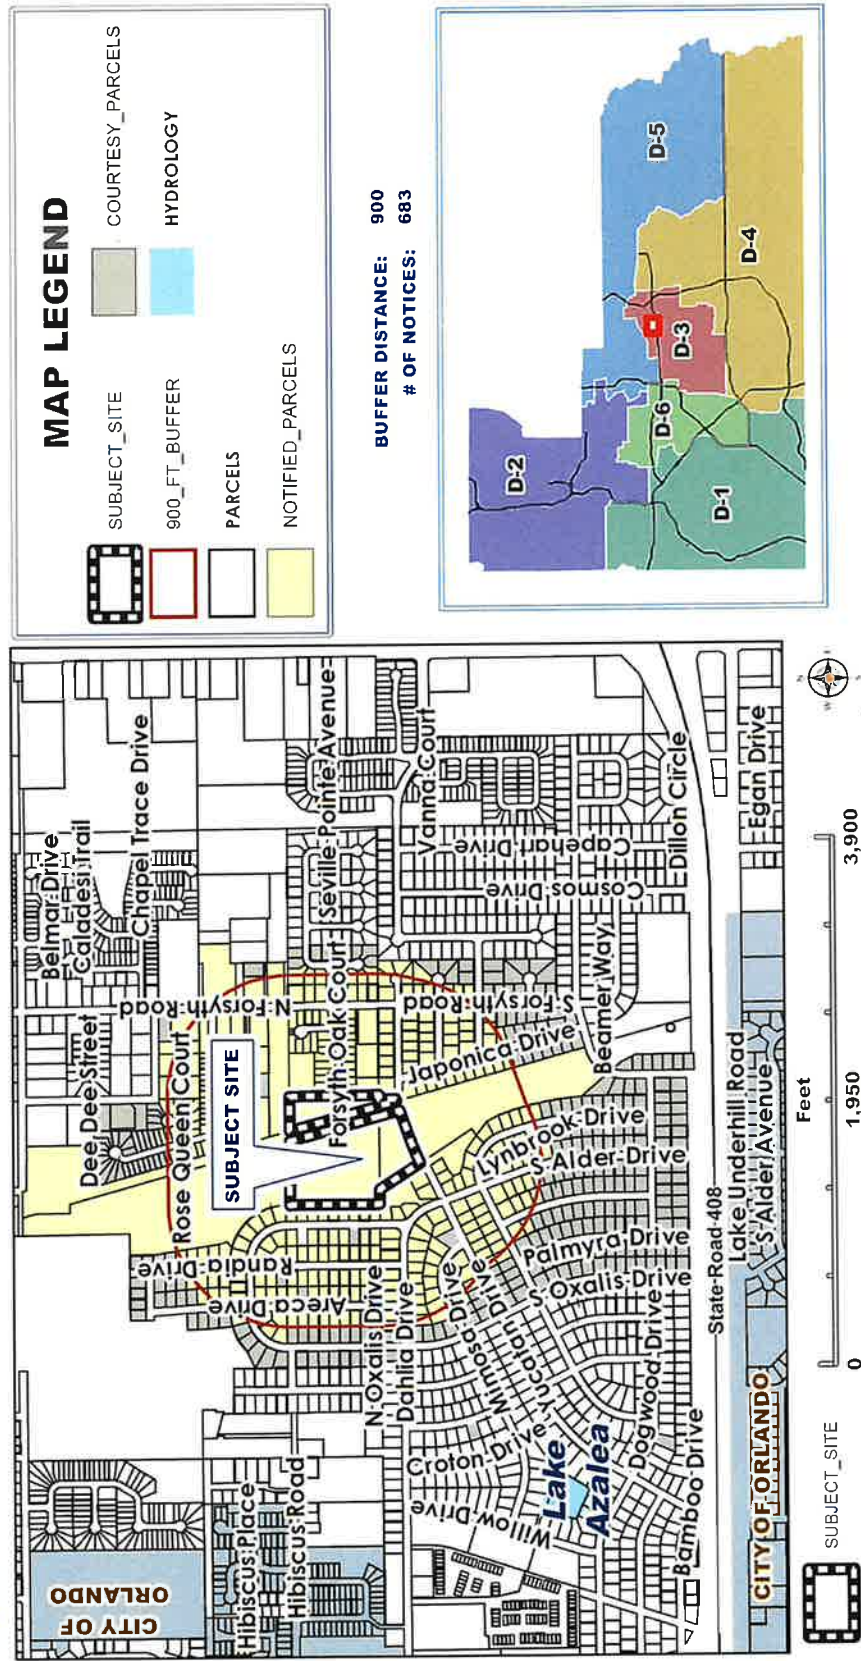 MAP LEGEND
SUBJECT_SITE
COURTESY_PARCELS
900_FT_BUFFER
HYDROLOGY
PARCELS
NOTIFIED_PARCELS
BUFFER DISTANCE: 900
# OF NOTICES: 683
D-2
D-5
D-6
D-3
D-1
D-4
Belmar Drive
Calades Trail
Chapel Trace Drive
Dee Dee Street
N Forsyth Road
Rose Queen Court
SUBJECT SITE
Forsyth Oak Court
Seville Pointe Avenue
Vanna Court
S Forsyth Road
Japonica Drive
Cosmos Drive
Capehart Drive
Beamer Way
Dillon Circle
Randia Drive
Areca Drive
N Oxalis Drive
Dahlia Drive
Lynbrook Drive
S Alder Drive
Palmyra Drive
S Oxalis Drive
Mimosa Drive
Yucatan Drive
Croton Drive
Willow Drive
Dogwood Drive
Bamboo Drive
Lake
Azalea
Hibiscus Place
Hibiscus Road
CITY OF
ORLANDO
State Road 408
Lake Underhill Road
S Alder Avenue
Egan Drive
CITY OF ORLANDO
N
E
S
W
SUBJECT_SITE
Feet
0
1,950
3,900